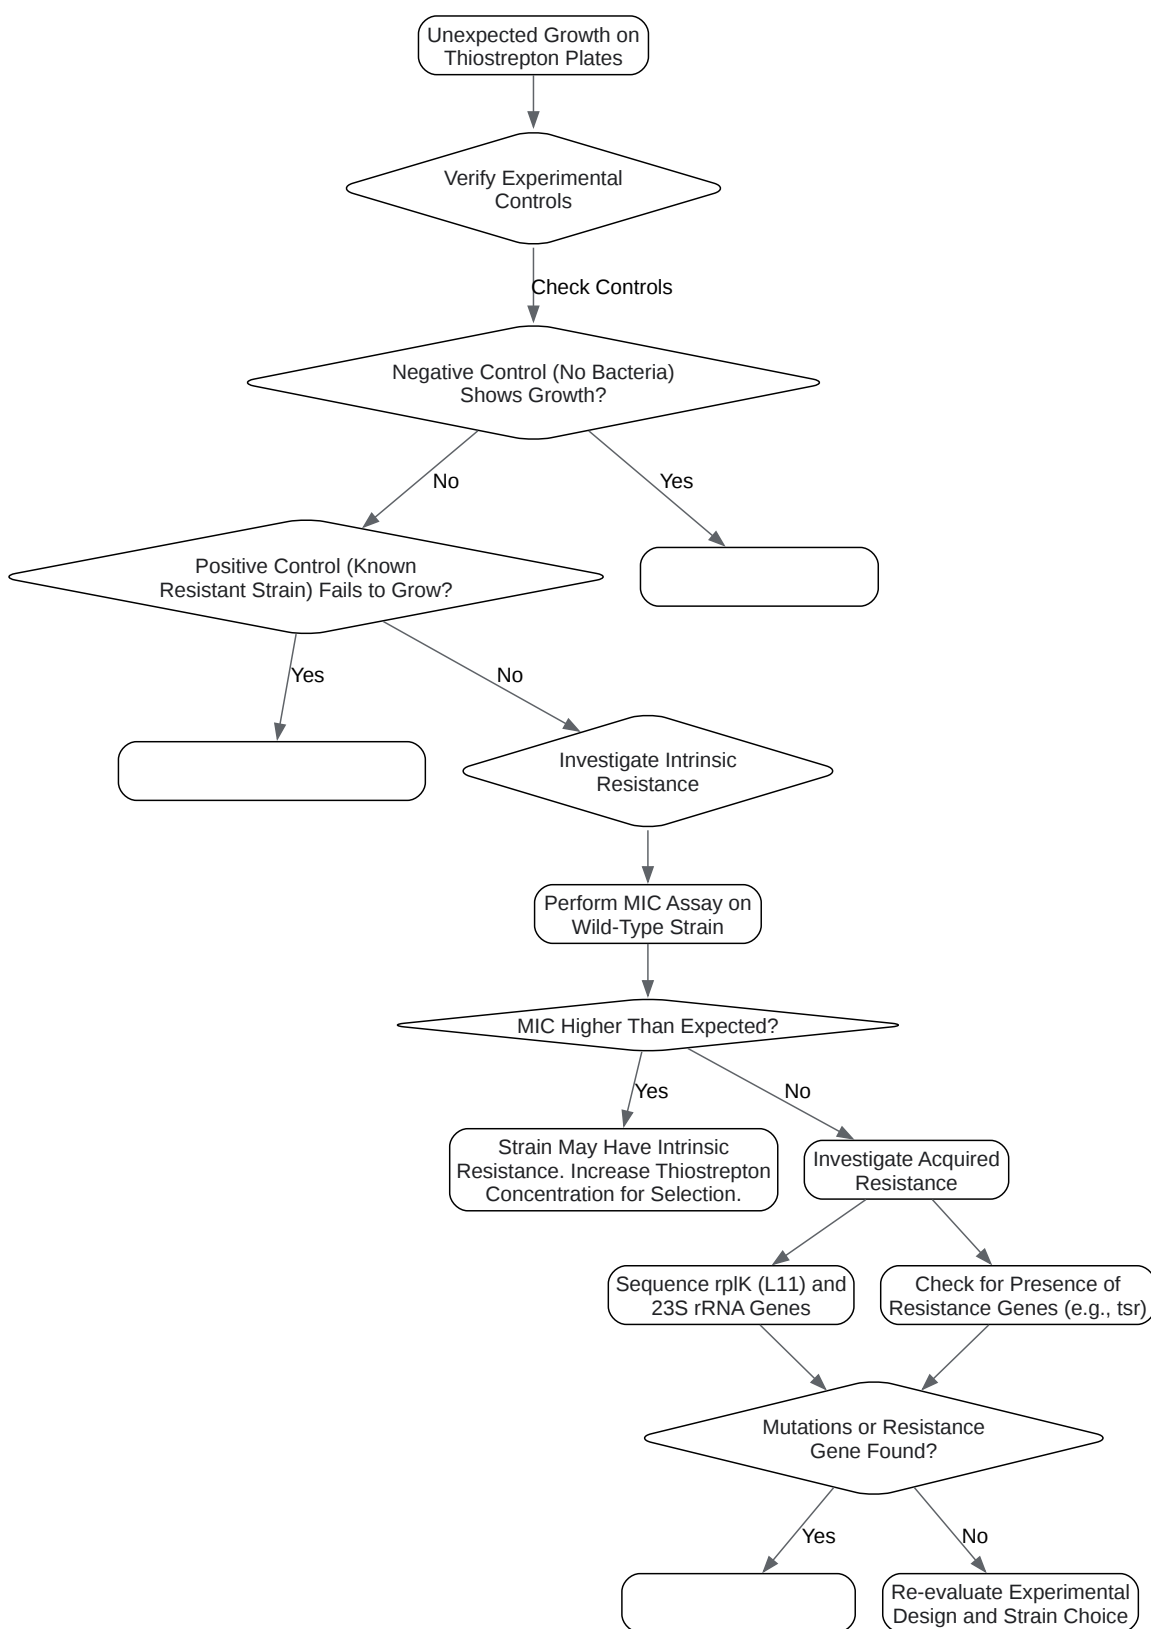 Unexpected Growth on
Thiostrepton Plates
Verify Experimental
Controls
Check Controls
Negative Control (No Bacteria)
Shows Growth?
No
Yes
Positive Control (Known
Resistant Strain) Fails to Grow?
Yes
No
Investigate Intrinsic
Resistance
Perform MIC Assay on
Wild-Type Strain
MIC Higher Than Expected?
Yes
No
Strain May Have Intrinsic
Resistance. Increase Thiostrepton
Concentration for Selection.
Investigate Acquired
Resistance
Sequence rplK (L11) and
23S rRNA Genes
Check for Presence of
Resistance Genes (e.g., tsr)
Mutations or Resistance
Gene Found?
Yes
No
Re-evaluate Experimental
Design and Strain Choice